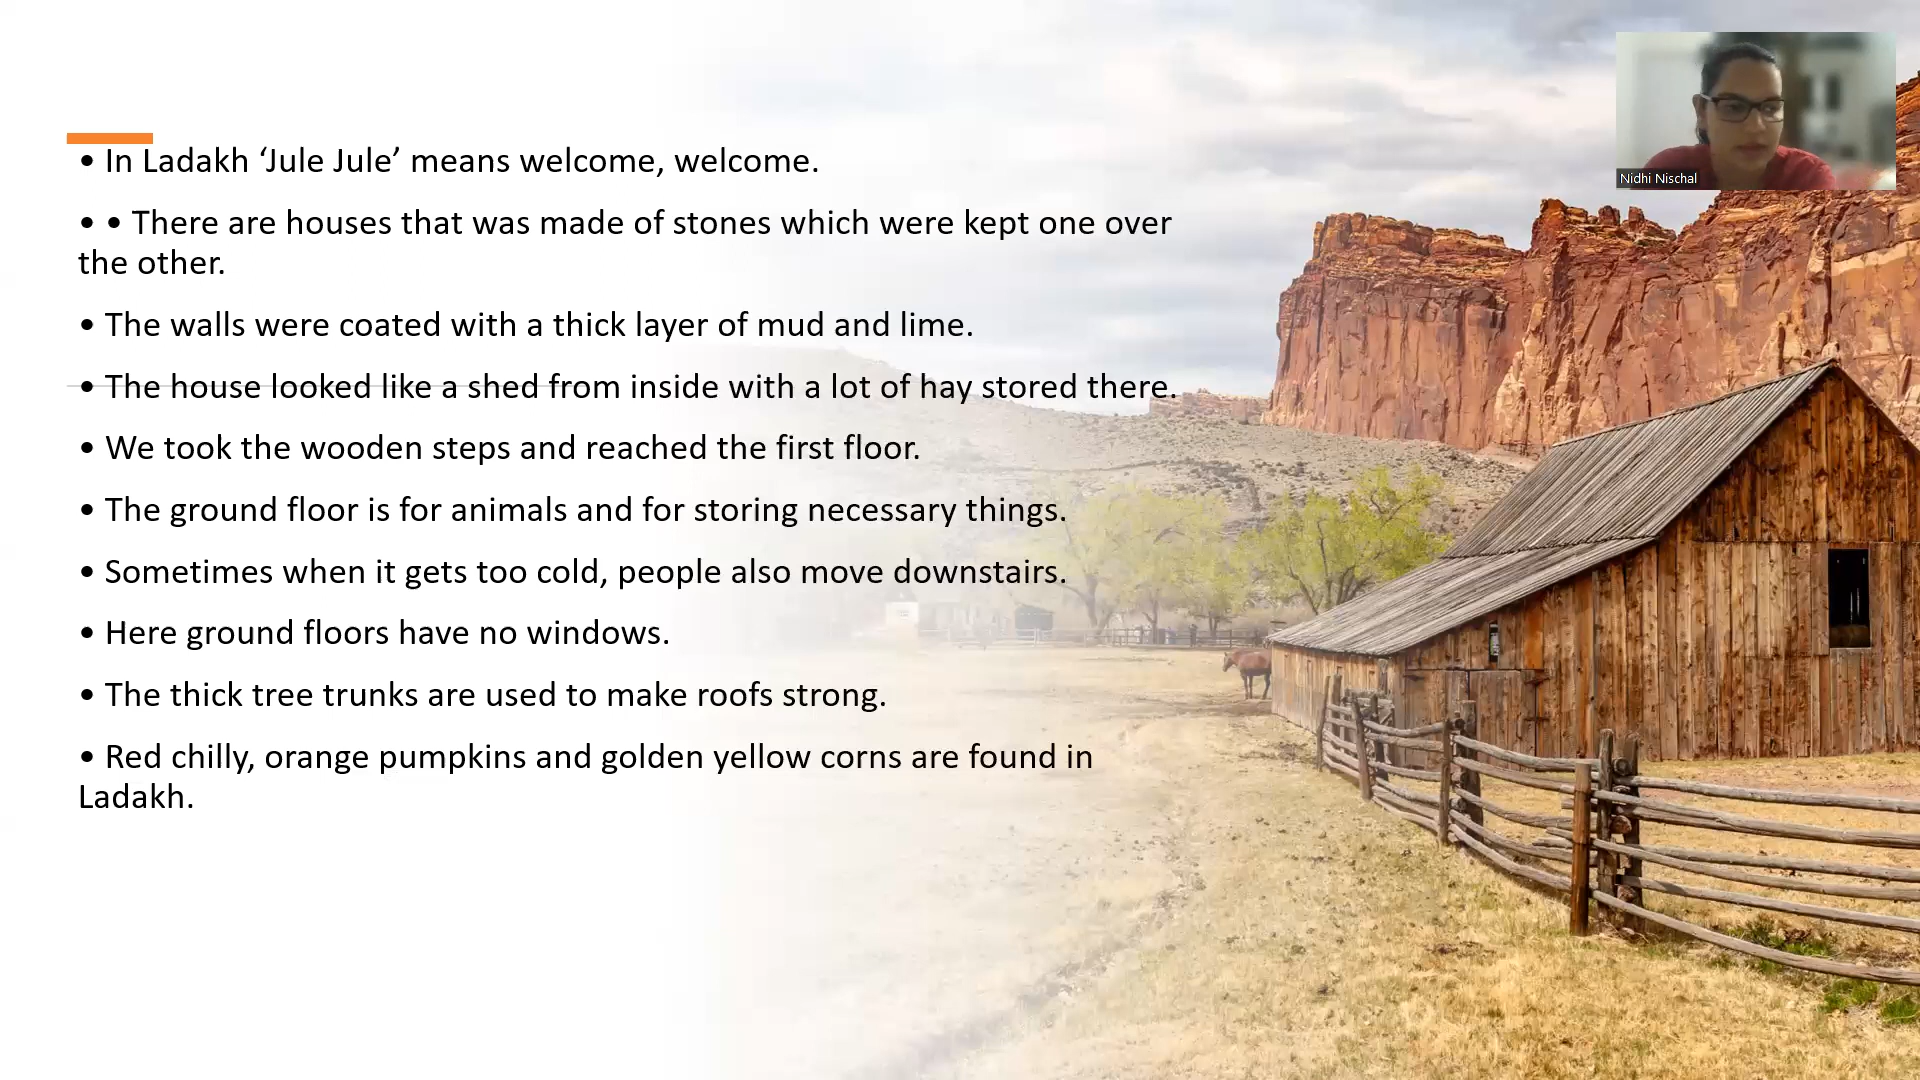 Nidhi Nischal
• In Ladakh ‘Jule Jule’ means welcome, welcome.
• • There are houses that was made of stones which were kept one over
the other.
• The walls were coated with a thick layer of mud and lime.
• The house looked like a shed from inside with a lot of hay stored there.
• We took the wooden steps and reached the first floor.
• The ground floor is for animals and for storing necessary things.
• Sometimes when it gets too cold, people also move downstairs.
• Here ground floors have no windows.
• The thick tree trunks are used to make roofs strong.
• Red chilly, orange pumpkins and golden yellow corns are found in
Ladakh.